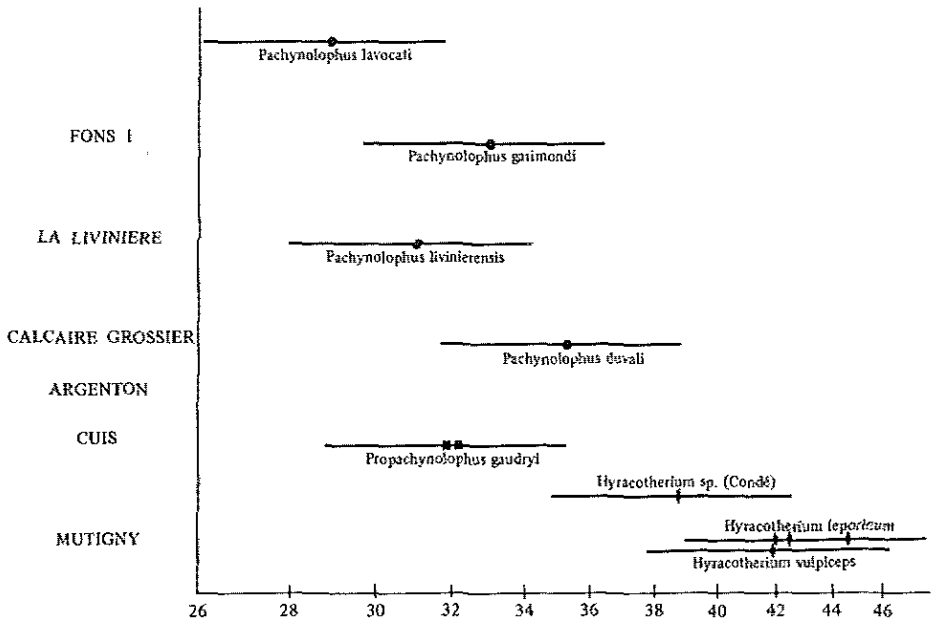 Pachynolophus lavocati
FONS 1
Pachynolophus garimondi
LA LIVINIERE
Pachynolophus livinierensis
CALCAIRE GROSSIER
Pachynolophus duvali
ARGENTON
CUIS
Propachynolophus gaudryi
Hyracotherium sp. (Condé)
Hyracotherium leporinum
MUTIGNY
Hyracotherium vulpiceps
26 28 30 32 34 36 38 40 42 44 46